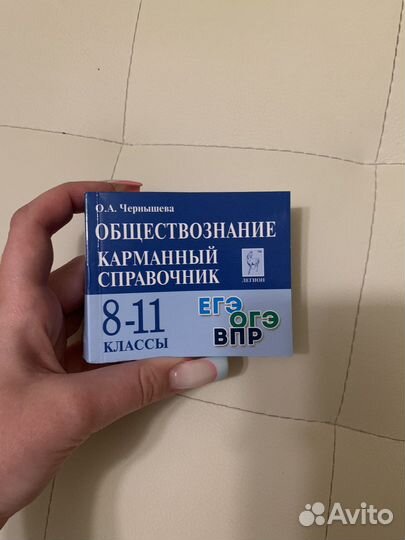 О.А. Чернышева
ОБЩЕСТВОЗНАНИЕ
КАРМАННЫЙ
СПРАВОЧНИК
ЛЕГИОН
8-11
КЛАССЫ
ЕГЭ
ОГЭ
ВПР
Avito